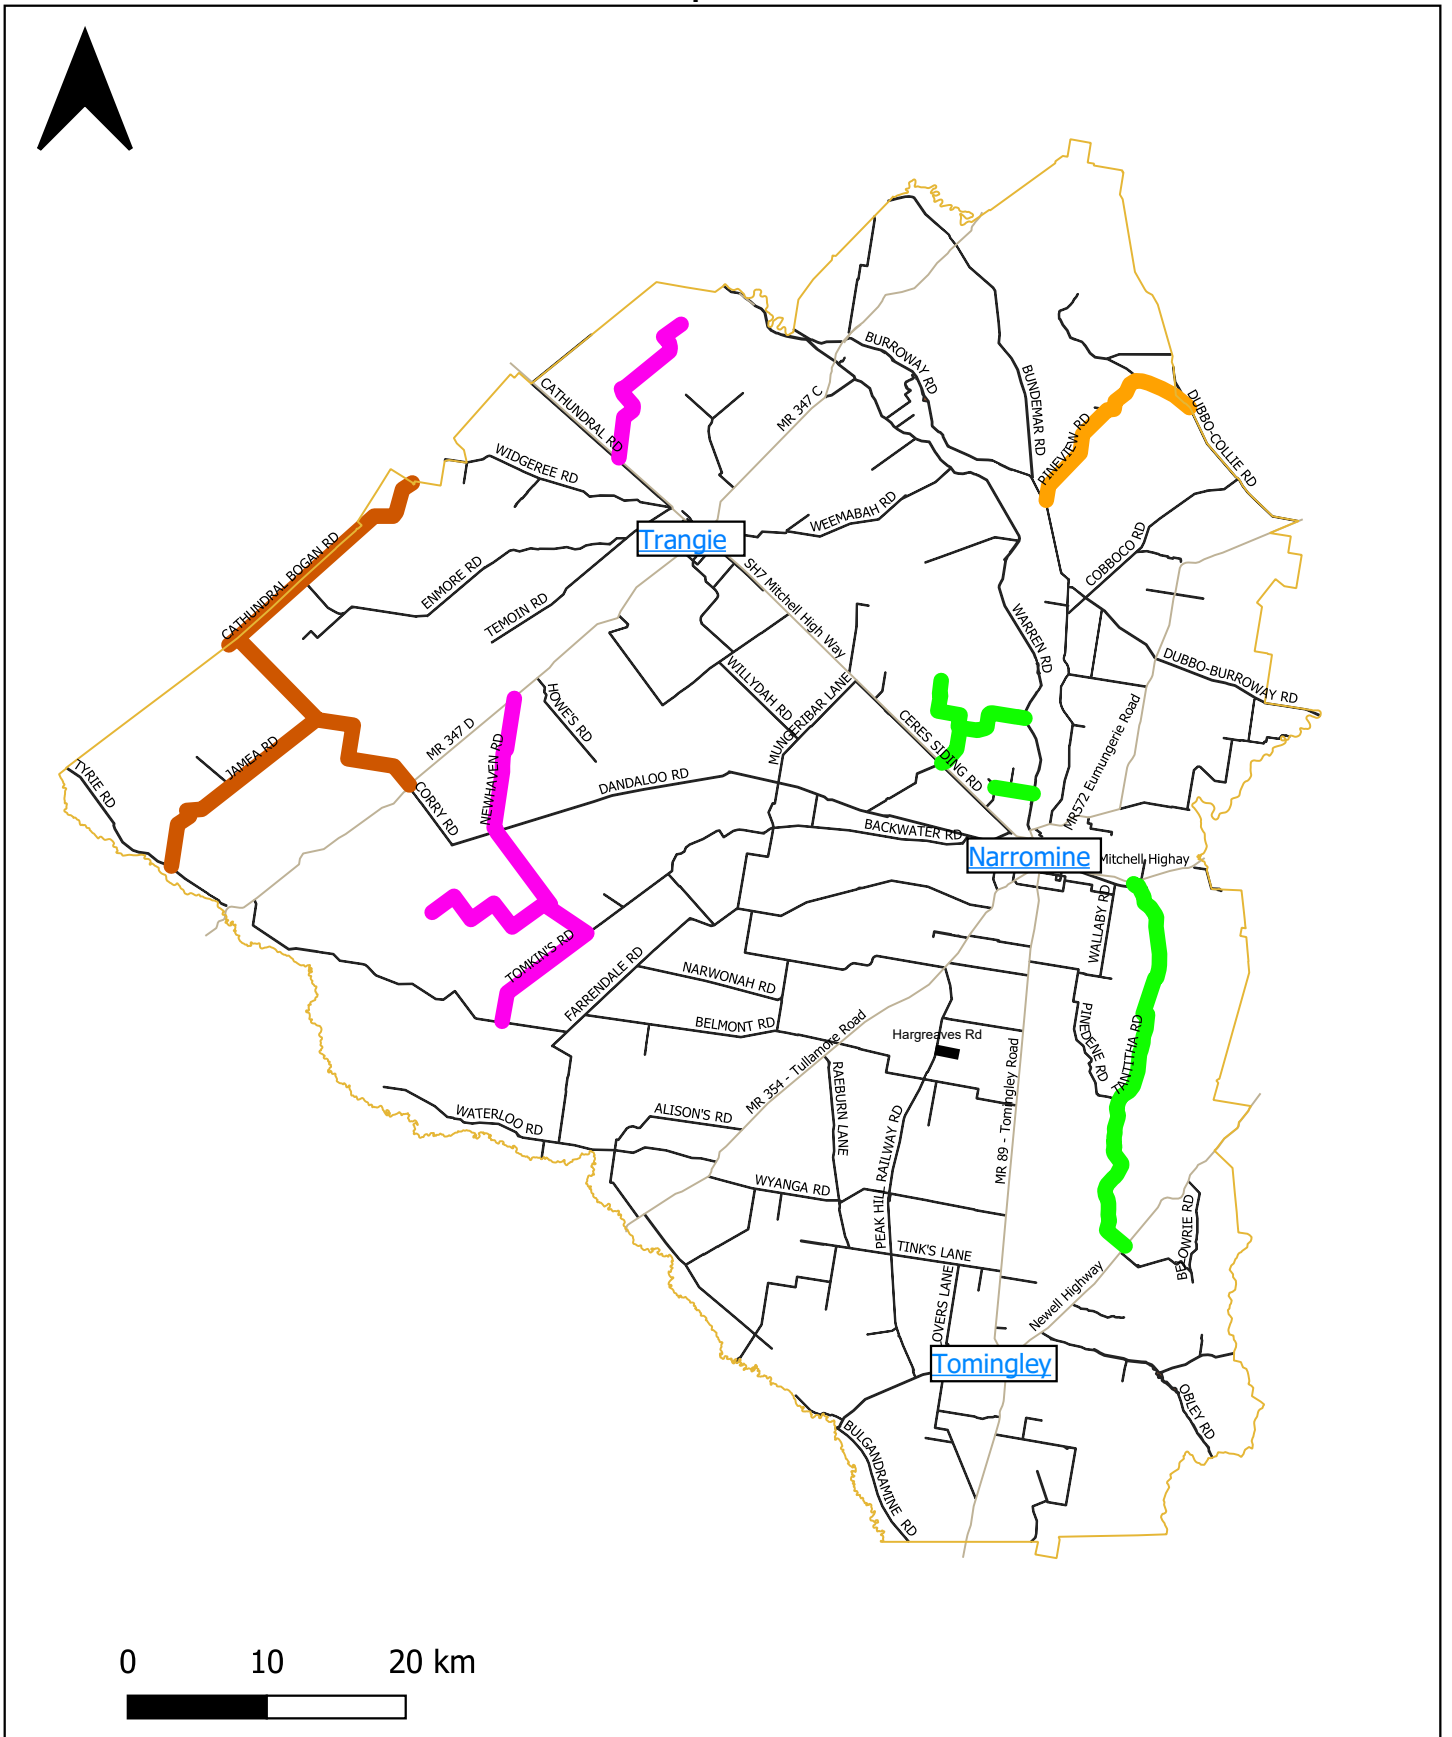 BURROWAY RD
BUNDEMAR RD
CATHUNDRAL RD
MR 347 C
DUBBO-COLLIE RD
PINEVIEW RD
WIDGEREE RD
WEEMABAH RD
Trangie
COBBOCO RD
CATHUNDRAL BOGAN RD
ENMORE RD
TEMOIN RD
SH7 Mitchell High Way
WARREN RD
DUBBO-BURROWAY RD
WILLYDAH RD
MUNGERIBAR LANE
HOWE'S RD
MR 347 D
CERES SIDING RD
MR572 Eumungerie Road
JAMEA RD
TYRIE RD
NEWHAVEN RD
DANDALOO RD
CORRY RD
BACKWATER RD
Narromine
Mitchell Highay
WALLABY RD
TOMKIN'S RD
FARRENDALE RD
NARWONAH RD
BELMONT RD
Hargreaves Rd
PINEDENE RD
TANTITHA RD
MR 354 - Tullamore Road
RAEBURN LANE
ALISON'S RD
WATERLOO RD
MR 89 - Tomingley Road
PEAK HILL RAILWAY RD
WYANGA RD
BELOWRIE RD
TINK'S LANE
LOVERS LANE
Newell Highway
Tomingley
OBLEY RD
BULGANDRAMINE RD
0 10 20 km